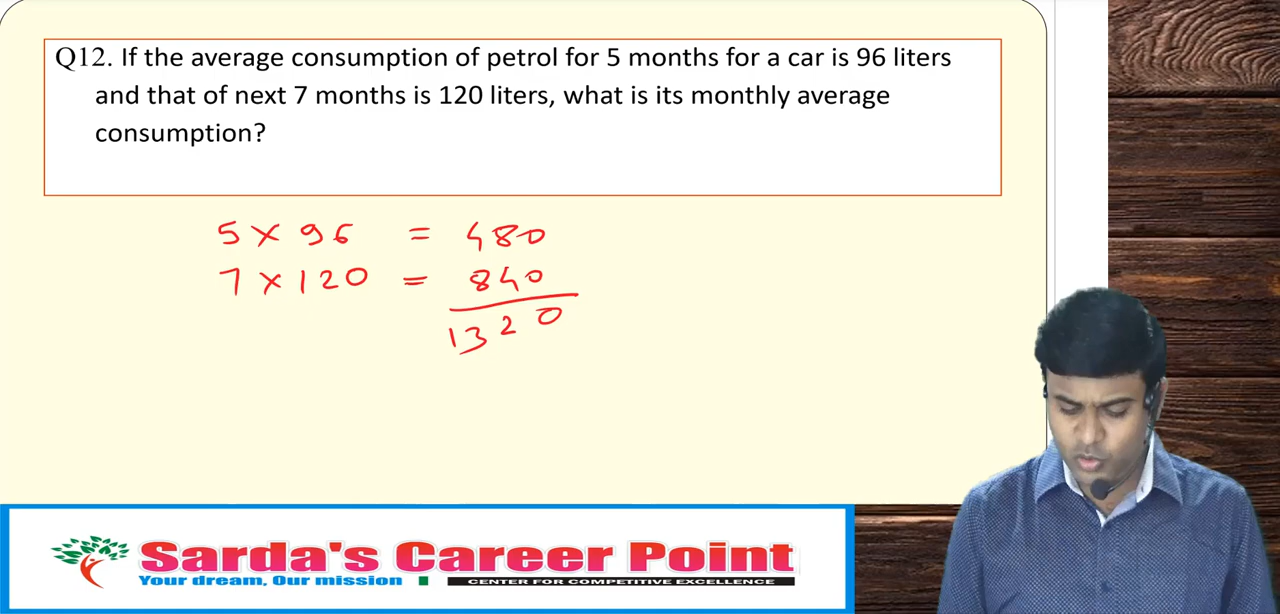 Q12. If the average consumption of petrol for 5 months for a car is 96 liters
and that of next 7 months is 120 liters, what is its monthly average
consumption?
5 × 96 = 480
7 × 120 = 840
1320
Sarda's Career Point
Your dream, Our mission CENTER FOR COMPETITIVE EXCELLENCE